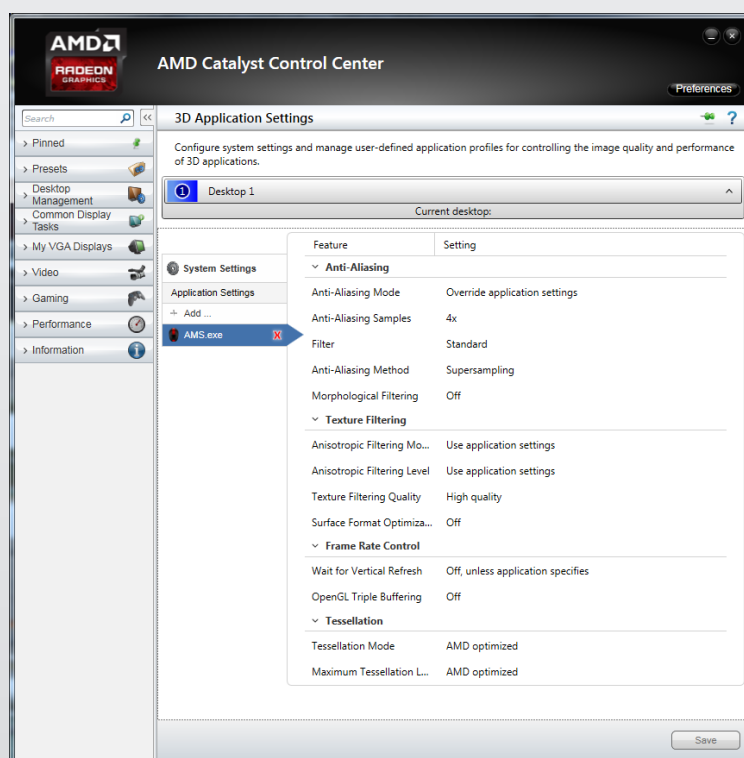 AMD
RADEON
GRAPHICS
AMD Catalyst Control Center
Preferences
Search
<<
3D Application Settings
?
Pinned
Presets
Desktop
Management
Common Display
Tasks
My VGA Displays
Video
Gaming
Performance
Information
Configure system settings and manage user-defined application profiles for controlling the image quality and performance
of 3D applications.
1 Desktop 1
Current desktop:
System Settings
Application Settings
+ Add ...
AMS.exe X
Feature Setting
Anti-Aliasing
Anti-Aliasing Mode Override application settings
Anti-Aliasing Samples 4x
Filter Standard
Anti-Aliasing Method Supersampling
Morphological Filtering Off
Texture Filtering
Anisotropic Filtering Mo... Use application settings
Anisotropic Filtering Level Use application settings
Texture Filtering Quality High quality
Surface Format Optimiza... Off
Frame Rate Control
Wait for Vertical Refresh Off, unless application specifies
OpenGL Triple Buffering Off
Tessellation
Tessellation Mode AMD optimized
Maximum Tessellation L... AMD optimized
Save